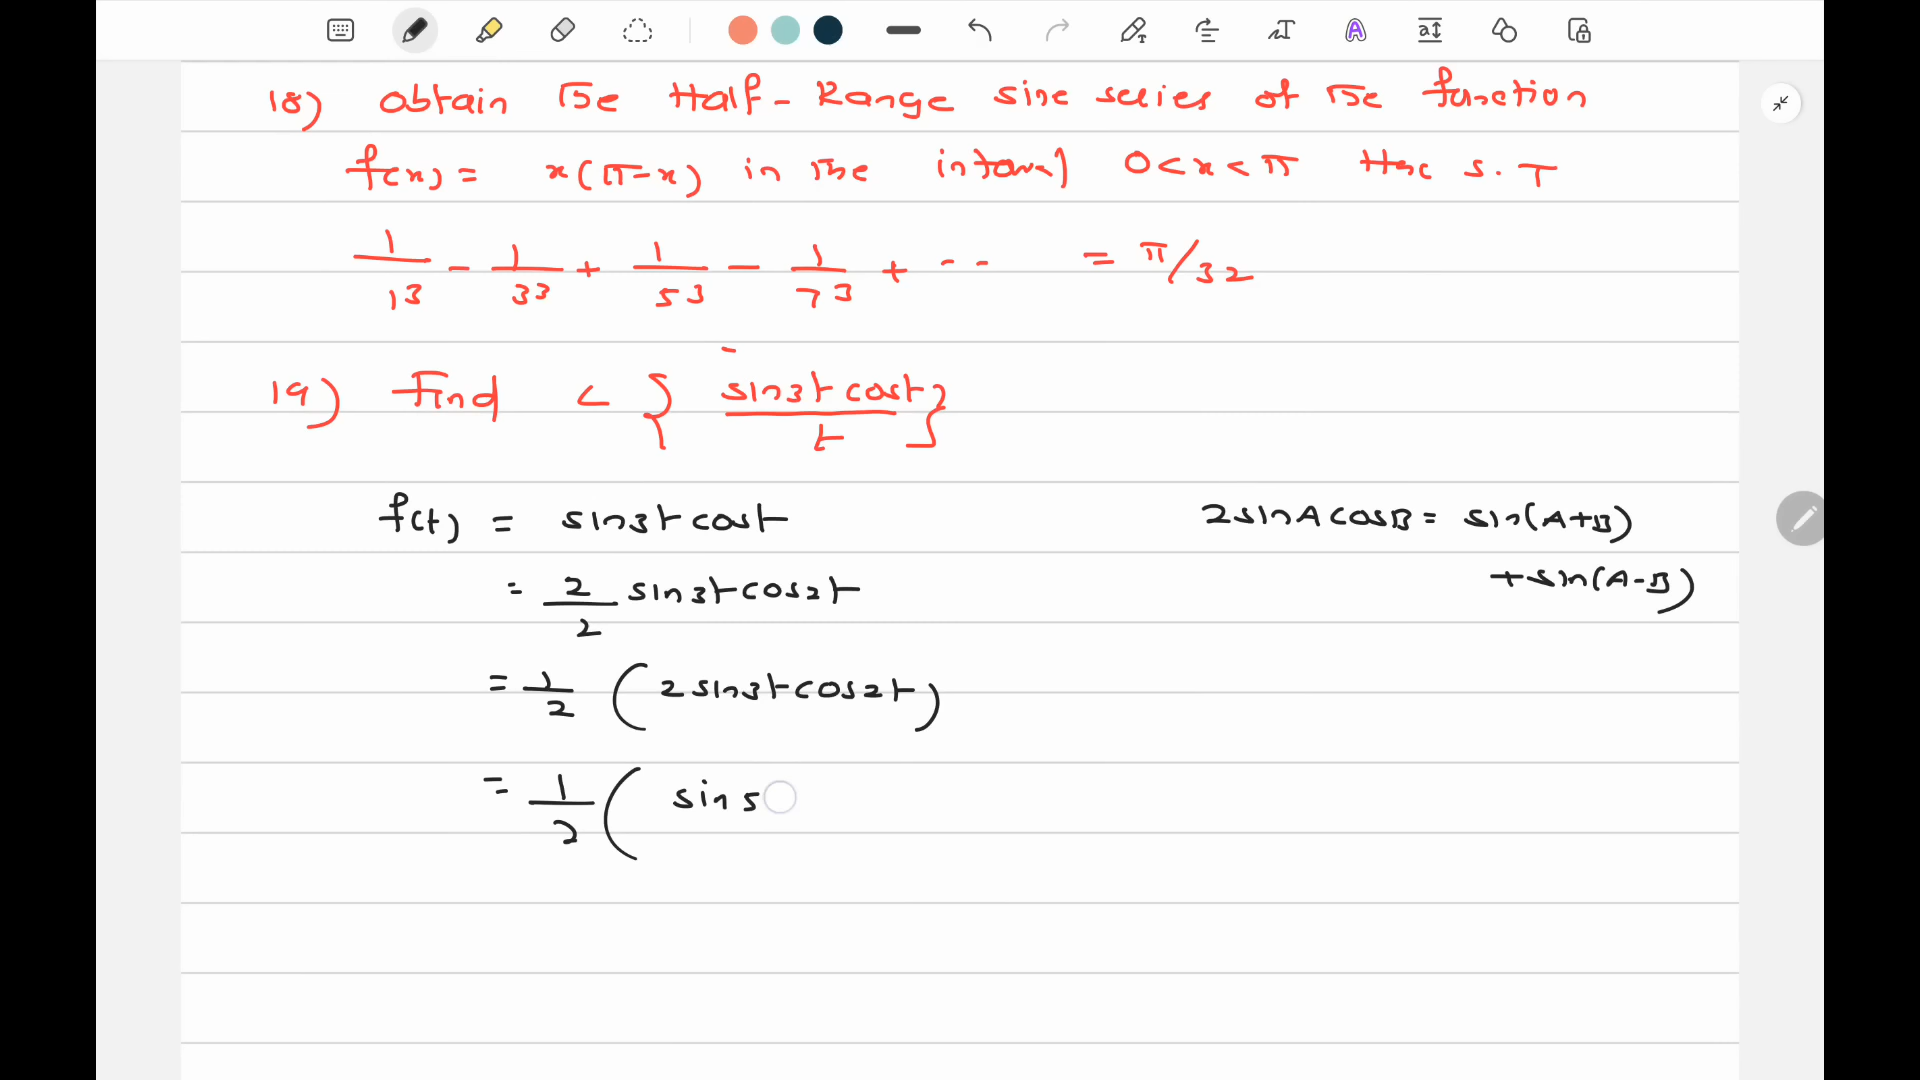 18) obtain the Half-Range sine series of the function
f(x) = x(π-x) in the interval 0<x<π Hence S.T
1/1³ - 1/3³ + 1/5³ - 1/7³ + -- = π/32
19) Find L { sin3t cost / t }
f(t) = sin3t cost
2sinAcosB = sin(A+B)
+sin(A-B)
= 2/2 sin3t cos2t
= 1/2 (2sin3t cos2t)
= 1/2 ( sin 5